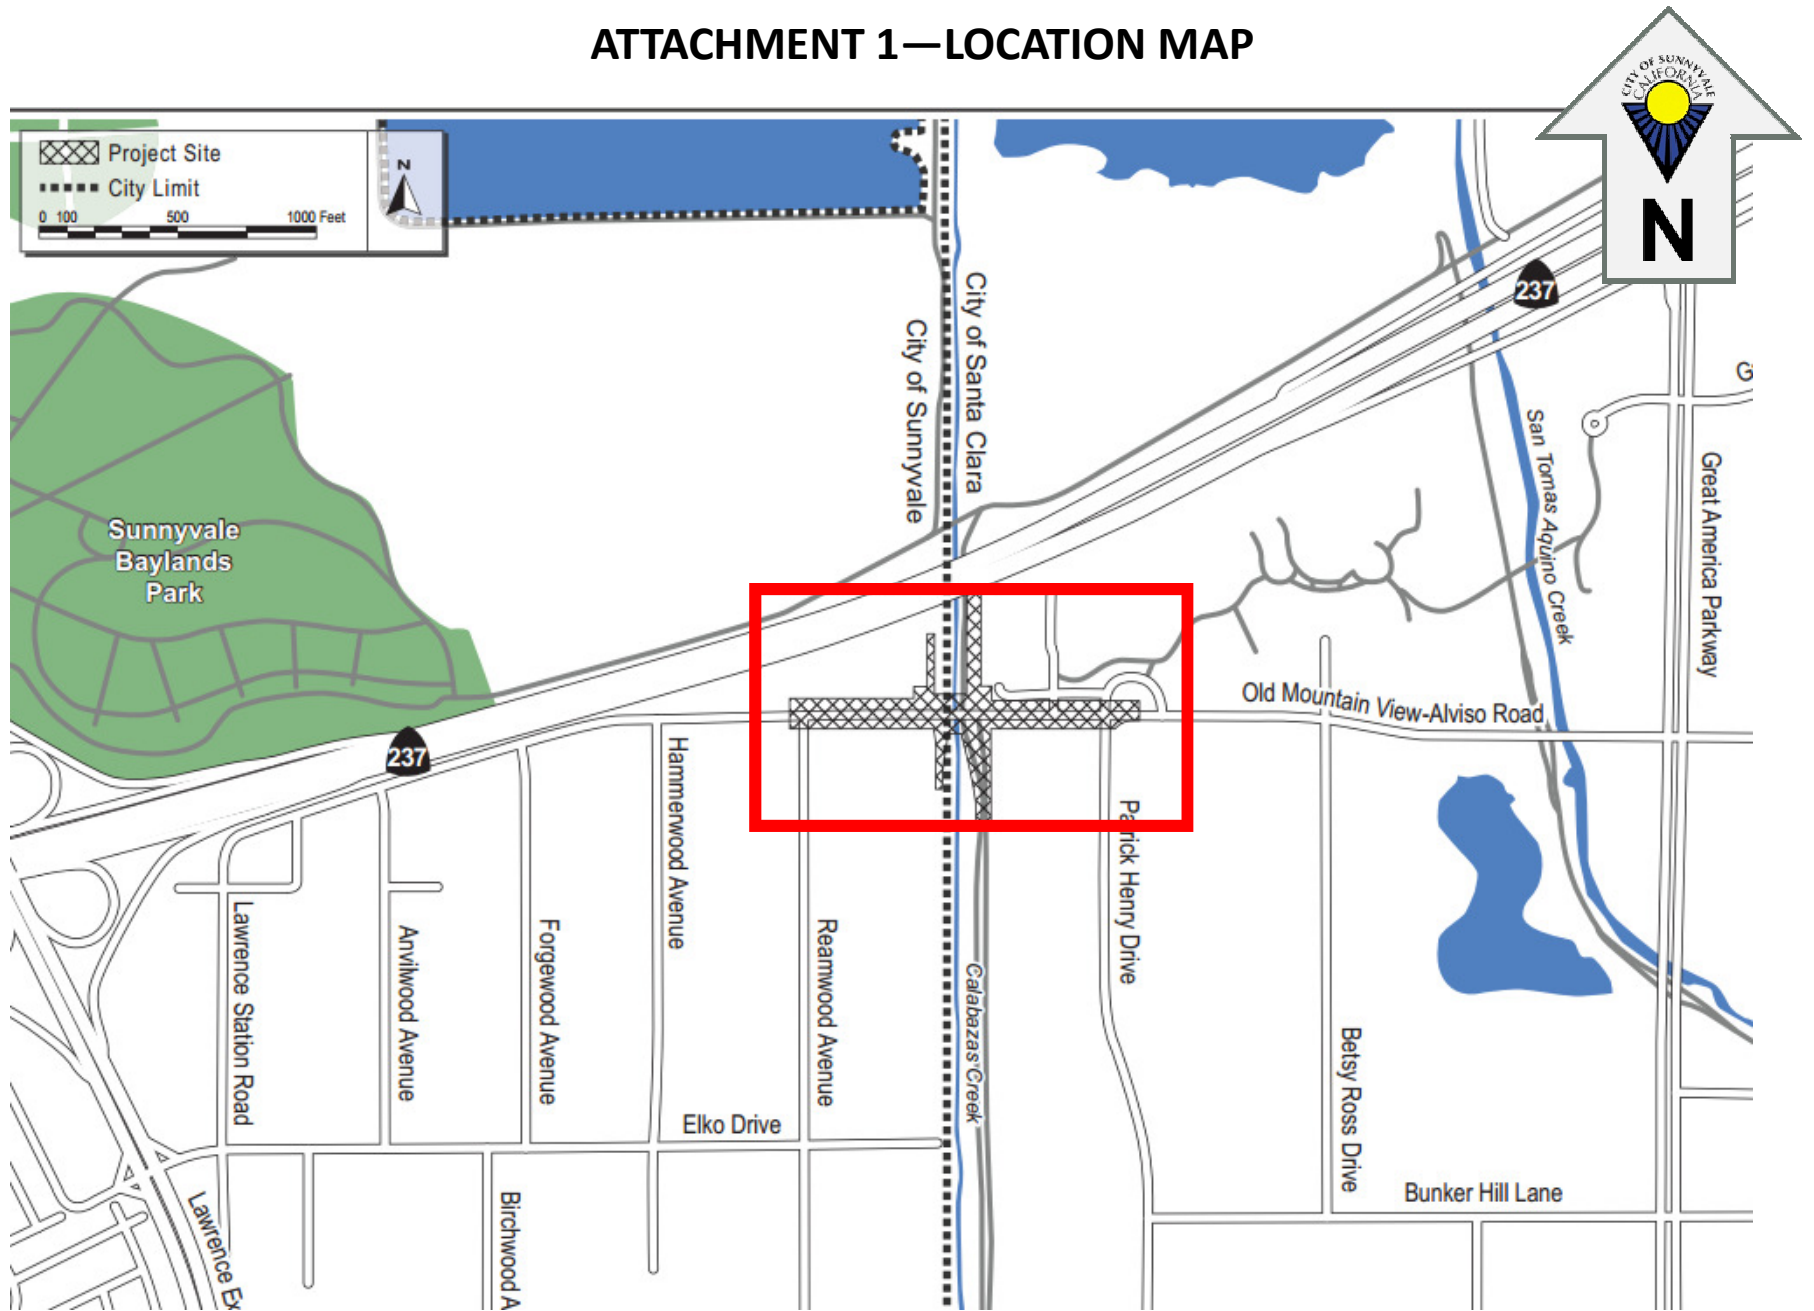 ATTACHMENT 1—LOCATION MAP
CITY OF SUNNYVALE
CALIFORNIA
N
Project Site
City Limit
0 100 500 1000 Feet
N
237
City of Santa Clara
City of Sunnyvale
G
San Tomas Aquino Creek
Great America Parkway
Sunnyvale
Baylands
Park
Old Mountain View-Alviso Road
237
Hammerwood Avenue
Patrick Henry Drive
Lawrence Station Road
Anvilwood Avenue
Forgewood Avenue
Reamwood Avenue
Calabazas Creek
Betsy Ross Drive
Elko Drive
Bunker Hill Lane
Lawrence Ex
Birchwood A